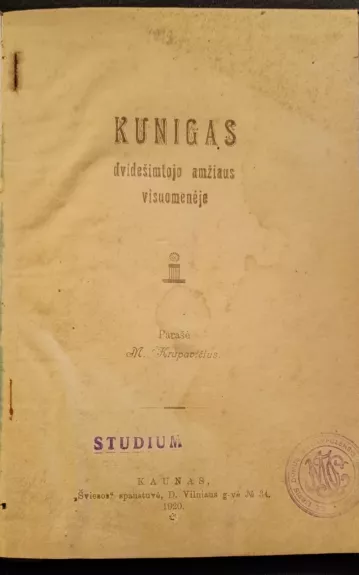 KUNIGAS
dvidešimtojo amžiaus
visuomenėje
Parašė
M. Krupavičius.
STUDIUM
KAUNAS,
„Šviesos“ spaustuvė, D. Vilniaus g-vė № 34.
1920.